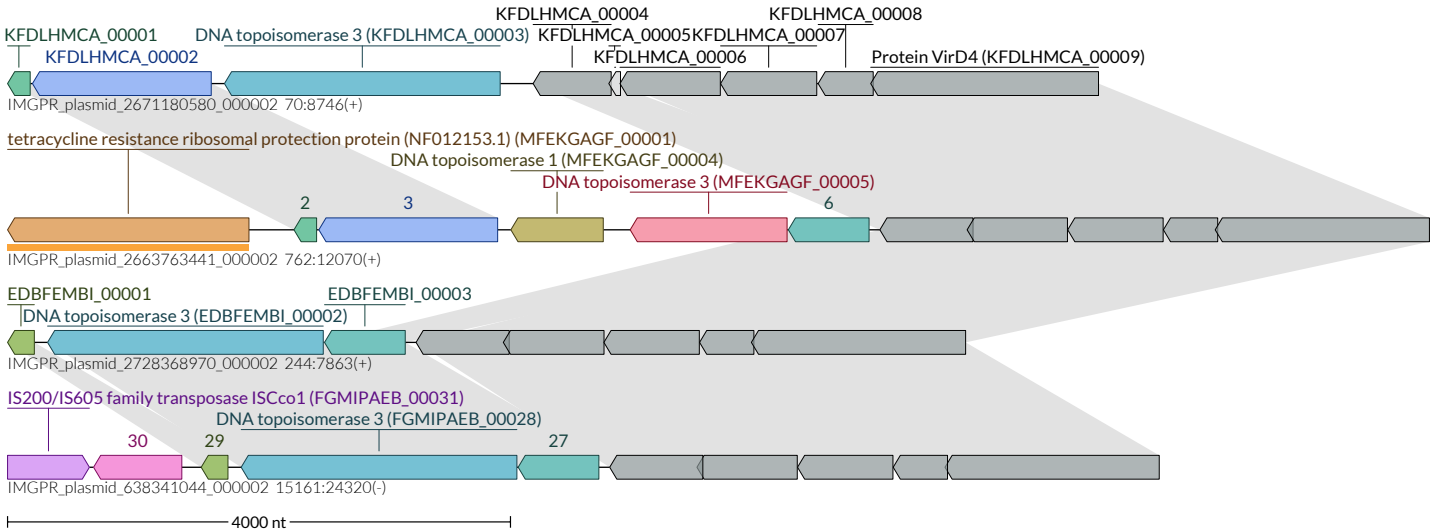 KFDLHMCA_00004 KFDLHMCA_00008
KFDLHMCA_00001 DNA topoisomerase 3 (KFDLHMCA_00003) KFDLHMCA_00005 KFDLHMCA_00007
KFDLHMCA_00002 KFDLHMCA_00006 Protein VirD4 (KFDLHMCA_00009)
IMGPR_plasmid_2671180580_000002 70:8746(+)
tetracycline resistance ribosomal protection protein (NF012153.1) (MFEKGAGF_00001)
DNA topoisomerase 1 (MFEKGAGF_00004)
DNA topoisomerase 3 (MFEKGAGF_00005)
2 3 6
IMGPR_plasmid_2663763441_000002 762:12070(+)
EDBFEMBI_00001 EDBFEMBI_00003
DNA topoisomerase 3 (EDBFEMBI_00002)
IMGPR_plasmid_2728368970_000002 244:7863(+)
IS200/IS605 family transposase ISCco1 (FGMIPAEB_00031)
DNA topoisomerase 3 (FGMIPAEB_00028)
30 29 27
IMGPR_plasmid_638341044_000002 15161:24320(-)
4000 nt